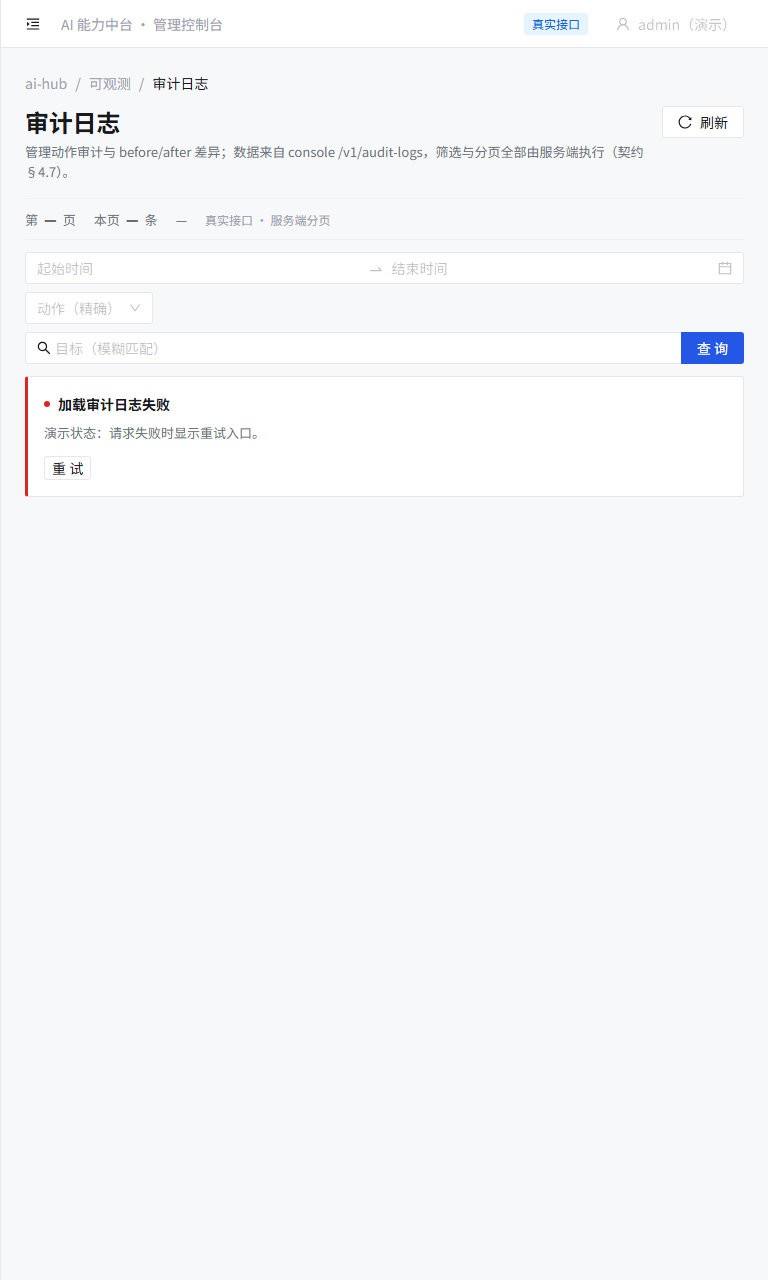 AI 能力中台 · 管理控制台 真实接口 admin（演示）
ai-hub / 可观测 / 审计日志
审计日志
刷新
管理动作审计与 before/after 差异；数据来自 console /v1/audit-logs，筛选与分页全部由服务端执行（契约
§4.7）。
第 — 页 本页 — 条 — 真实接口 · 服务端分页
起始时间 结束时间
动作（精确）
目标（模糊匹配） 查 询
加载审计日志失败
演示状态：请求失败时显示重试入口。
重 试